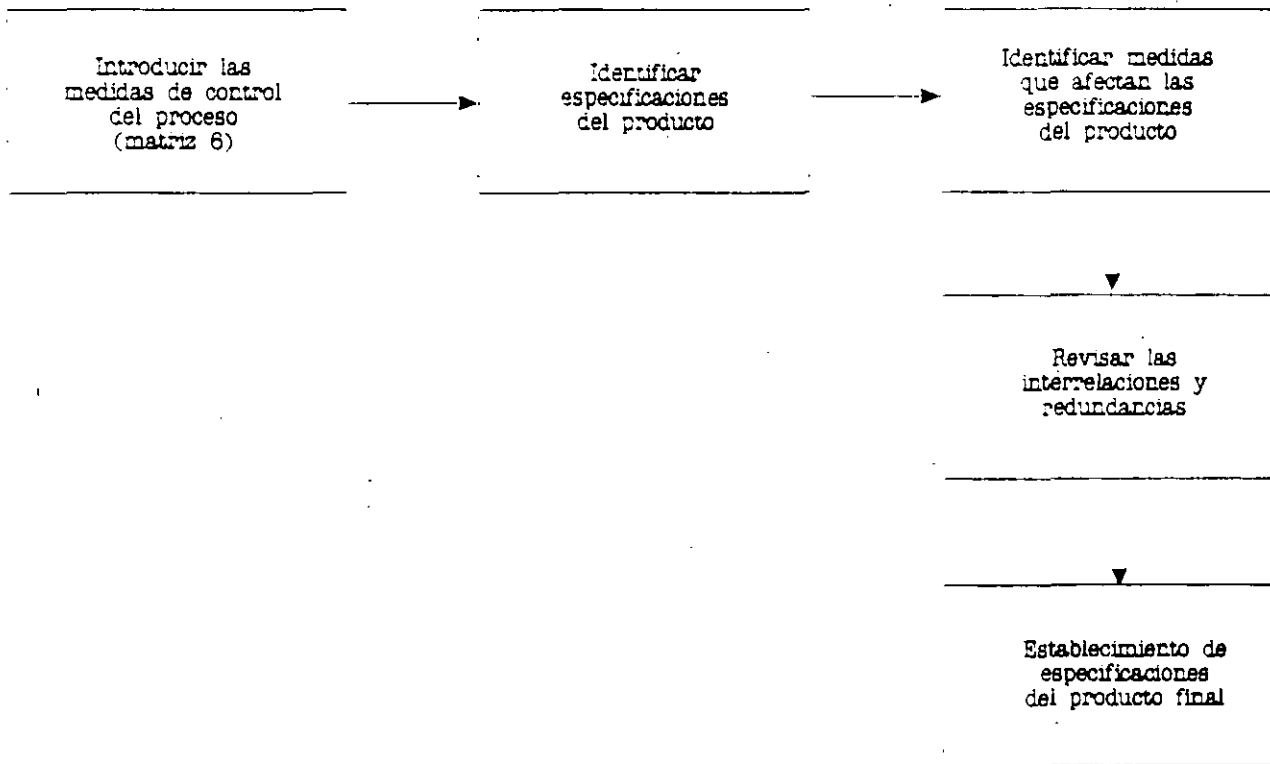 Introducir las
medidas de control
del proceso
(matriz 6)
Identificar
especificaciones
del producto
Identificar medidas
que afectan las
especificaciones
del producto
Revisar las
interrelaciones y
redundancias
Establecimiento de
especificaciones
del producto final